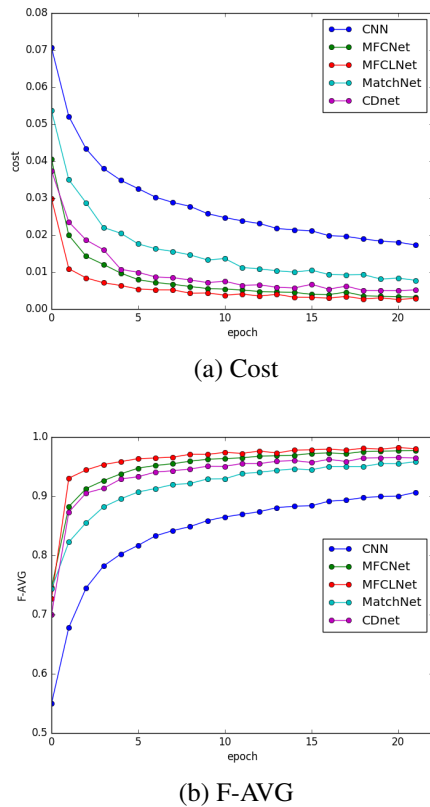 0.08
0.07
0.06
0.05
0.04
0.03
0.02
0.01
0.00
cost
0 5 10 15 20
epoch
CNN
MFCNet
MFCLNet
MatchNet
CDnet
(a) Cost
1.0
0.9
0.8
0.7
0.6
0.5
F-AVG
0 5 10 15 20
epoch
CNN
MFCNet
MFCLNet
MatchNet
CDnet
(b) F-AVG